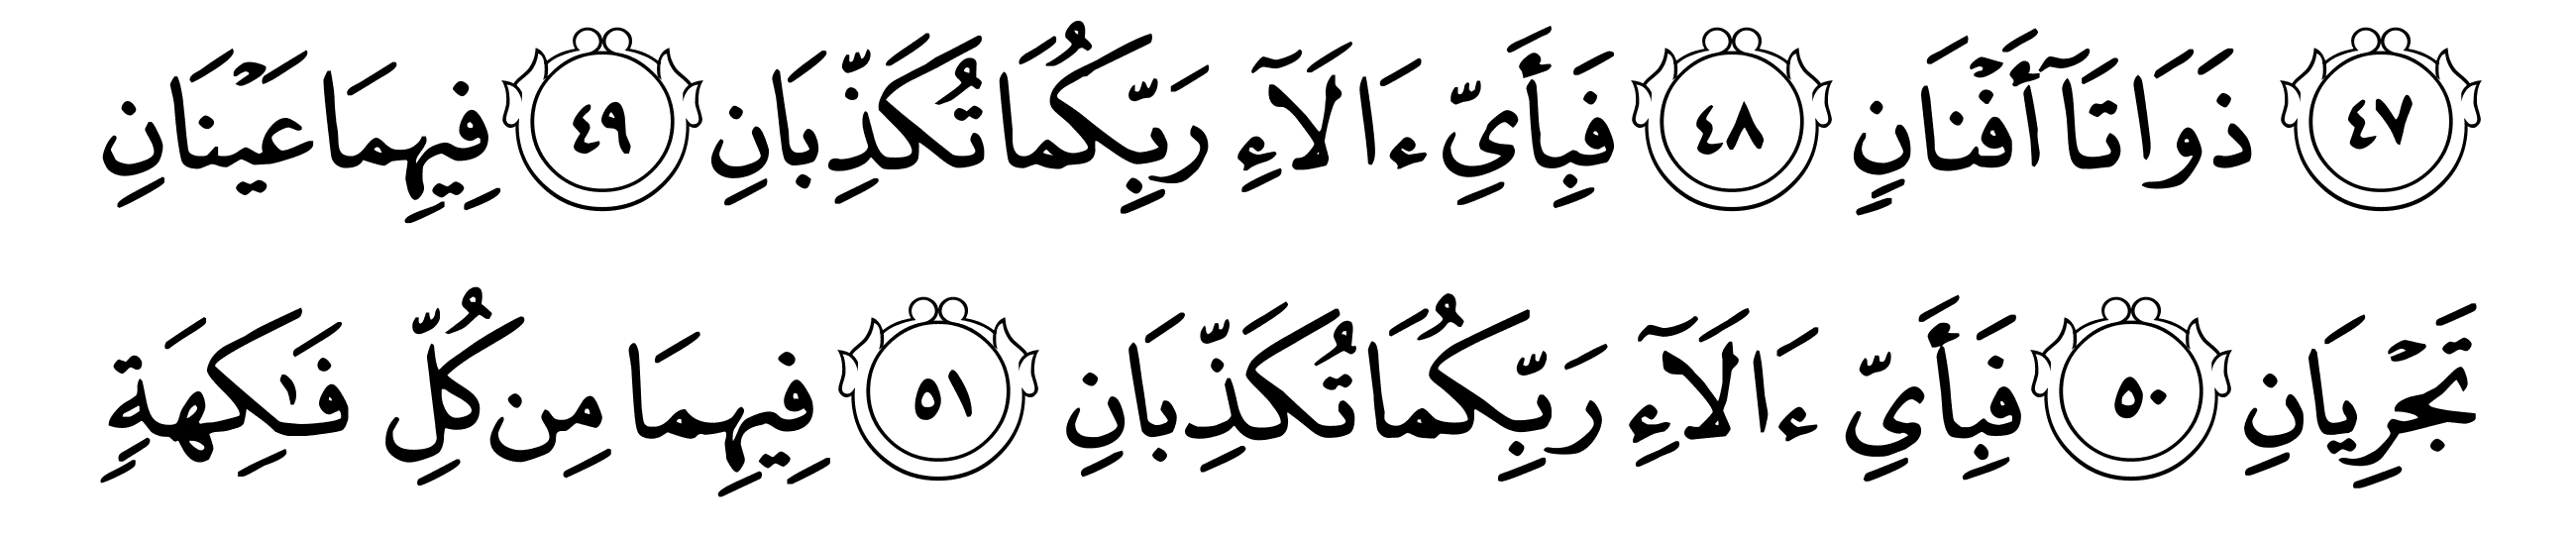 ٤٧ ذَوَاتَآ أَفْنَانٍ ٤٨ فَبِأَىِّ ءَالَآءِ رَبِّكُمَا تُكَذِّبَانِ ٤٩ فِيهِمَا عَيْنَانِ
تَجْرِيَانِ ٥٠ فَبِأَىِّ ءَالَآءِ رَبِّكُمَا تُكَذِّبَانِ ٥١ فِيهِمَا مِن كُلِّ فَٰكِهَةٍ